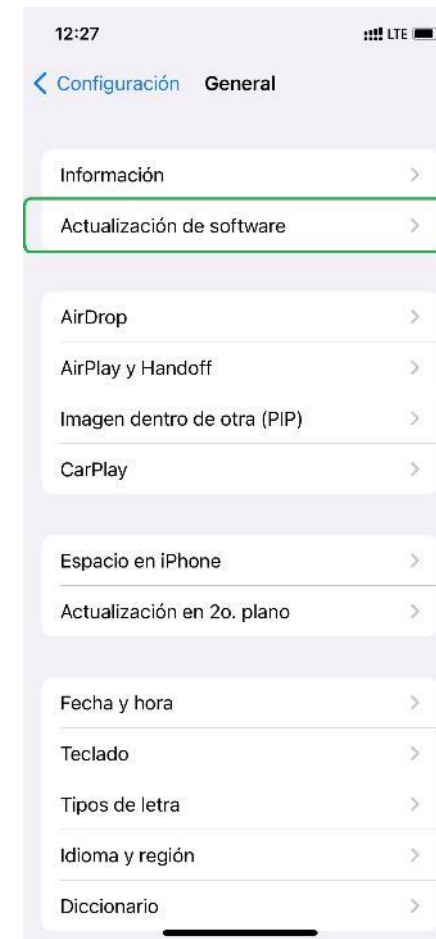 12:27 LTE
Configuración General
Información
Actualización de software
AirDrop
AirPlay y Handoff
Imagen dentro de otra (PIP)
CarPlay
Espacio en iPhone
Actualización en 2o. plano
Fecha y hora
Teclado
Tipos de letra
Idioma y región
Diccionario